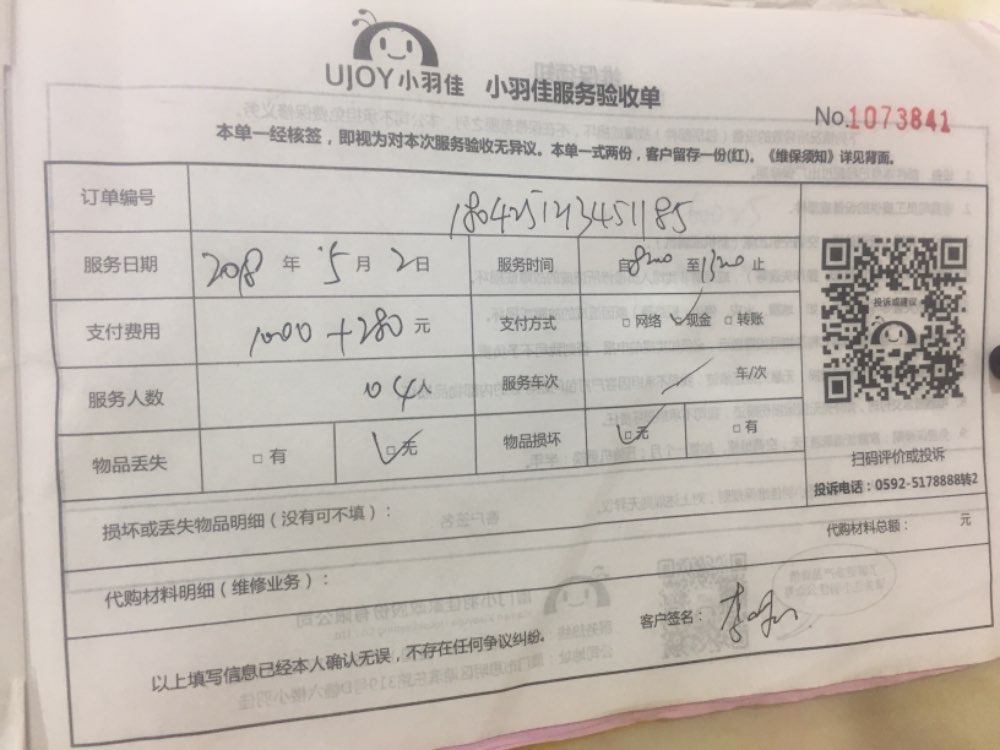 UJOY小羽佳 小羽佳服务验收单
No.1073841
本单一经核签，即视为对本次服务验收无异议。本单一式两份，客户留存一份(红)。《维保须知》详见背面。
订单编号 180425123451185
服务日期 2018 年 5 月 2 日 服务时间 自8:00 至13:00 止
支付费用 1000+280 元 支付方式 □ 网络 ✓现金 □ 转账
服务人数 服务车次 / 车/次
物品丢失 □ 有 ✓□ 无 物品损坏 ✓□ 无 □ 有
投诉或建议
扫码评价或投诉
投诉电话：0592-5178888转2
损坏或丢失物品明细（没有可不填）：
代购材料总额： 元
代购材料明细（维修业务）：
客户签名：
以上填写信息已经本人确认无误，不存在任何争议纠纷。